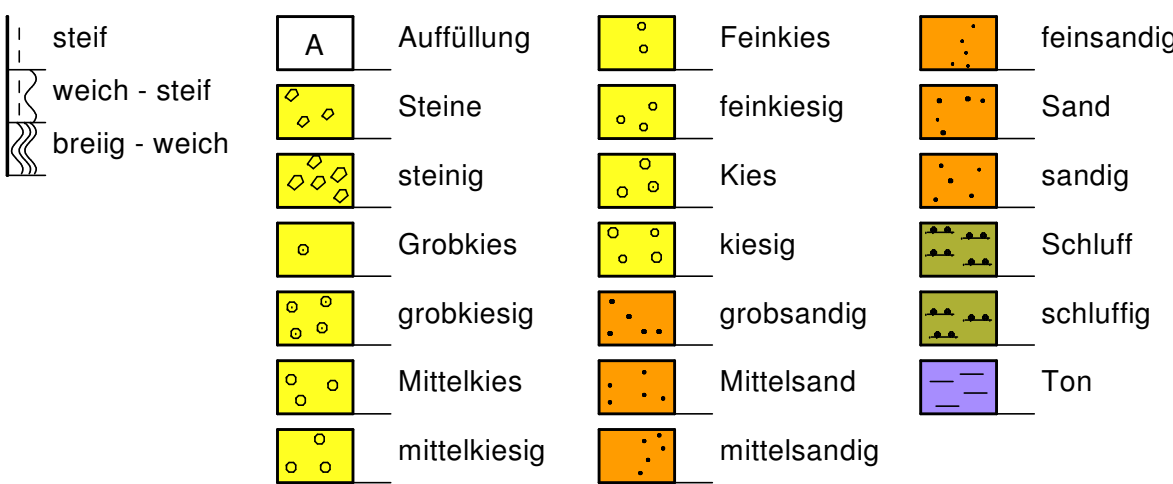 steif
weich - steif
breiig - weich
A Auffüllung
Steine
steinig
Grobkies
grobkiesig
Mittelkies
mittelkiesig
Feinkies
feinkiesig
Kies
kiesig
grobsandig
Mittelsand
mittelsandig
feinsandig
Sand
sandig
Schluff
schluffig
Ton